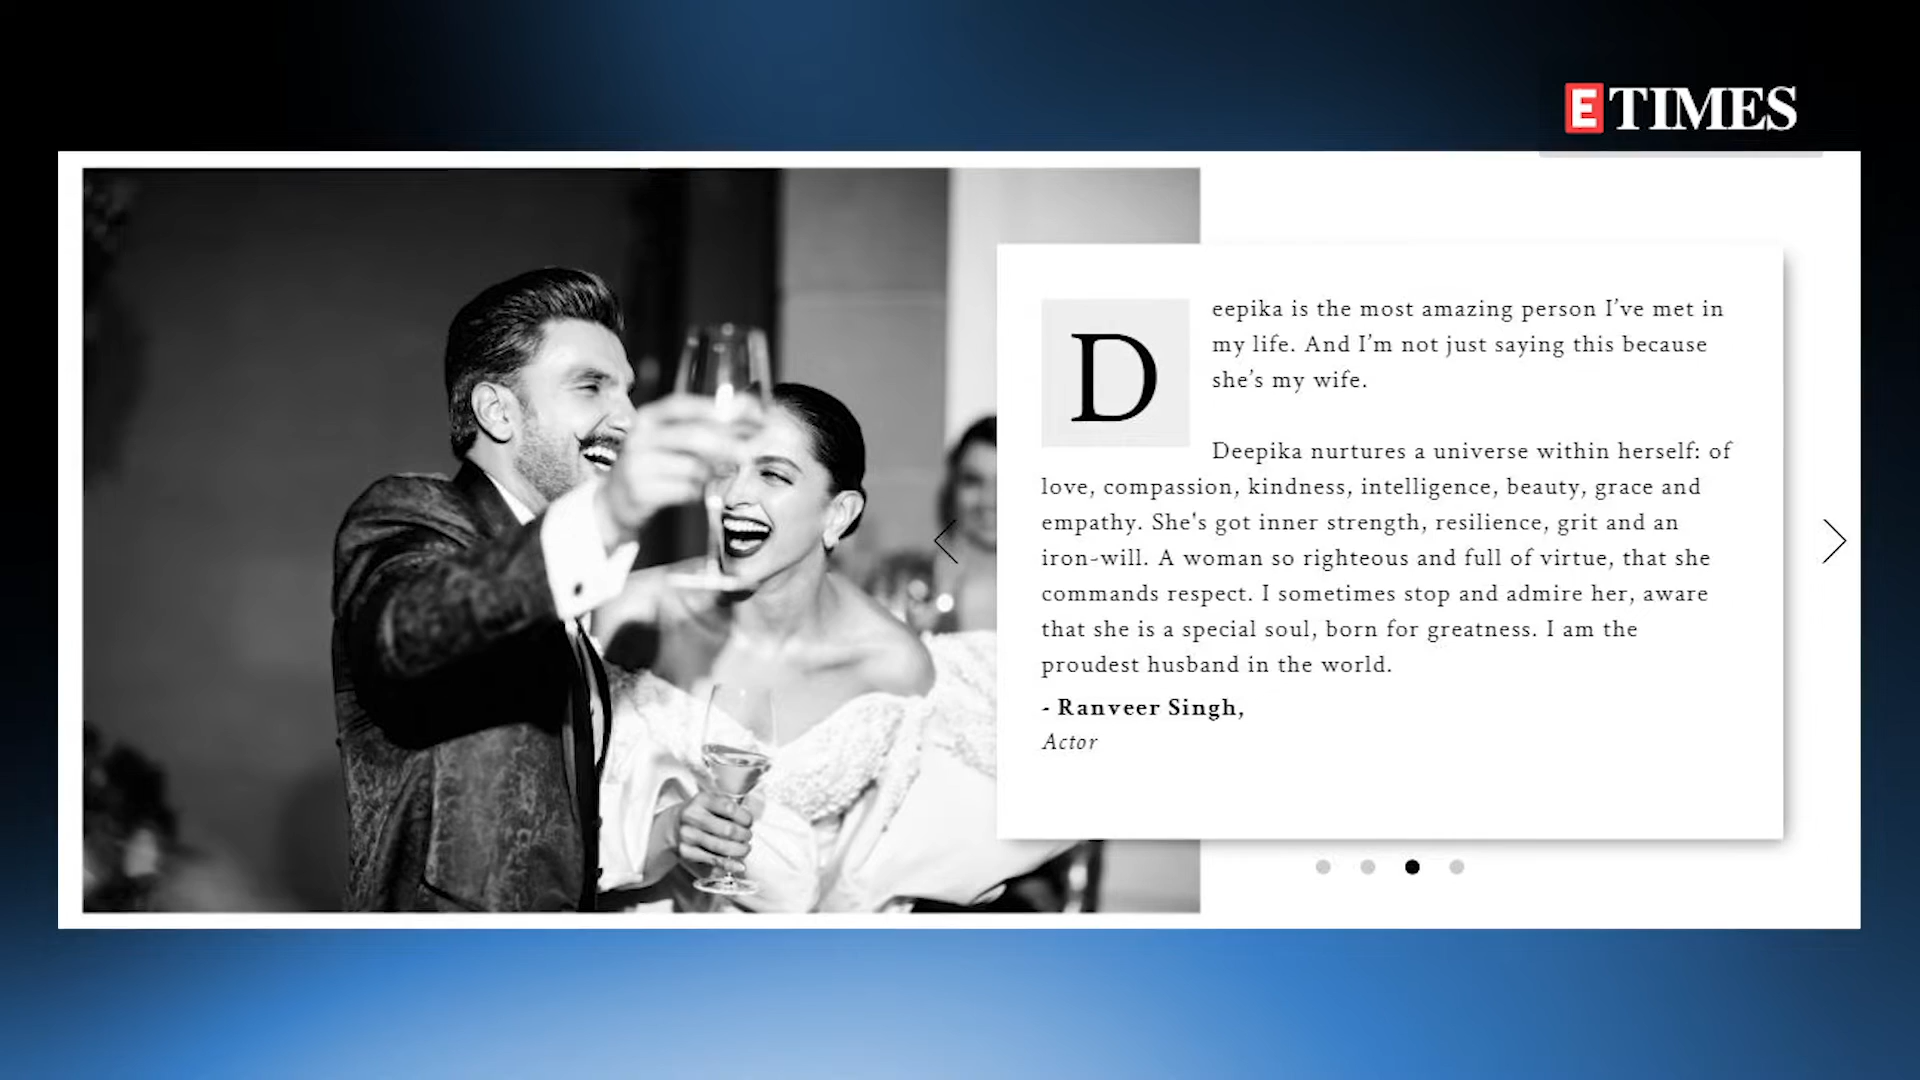 E TIMES
Deepika is the most amazing person I’ve met in
my life. And I’m not just saying this because
she’s my wife.
Deepika nurtures a universe within herself: of
love, compassion, kindness, intelligence, beauty, grace and
empathy. She's got inner strength, resilience, grit and an
iron-will. A woman so righteous and full of virtue, that she
commands respect. I sometimes stop and admire her, aware
that she is a special soul, born for greatness. I am the
proudest husband in the world.
- Ranveer Singh,
Actor